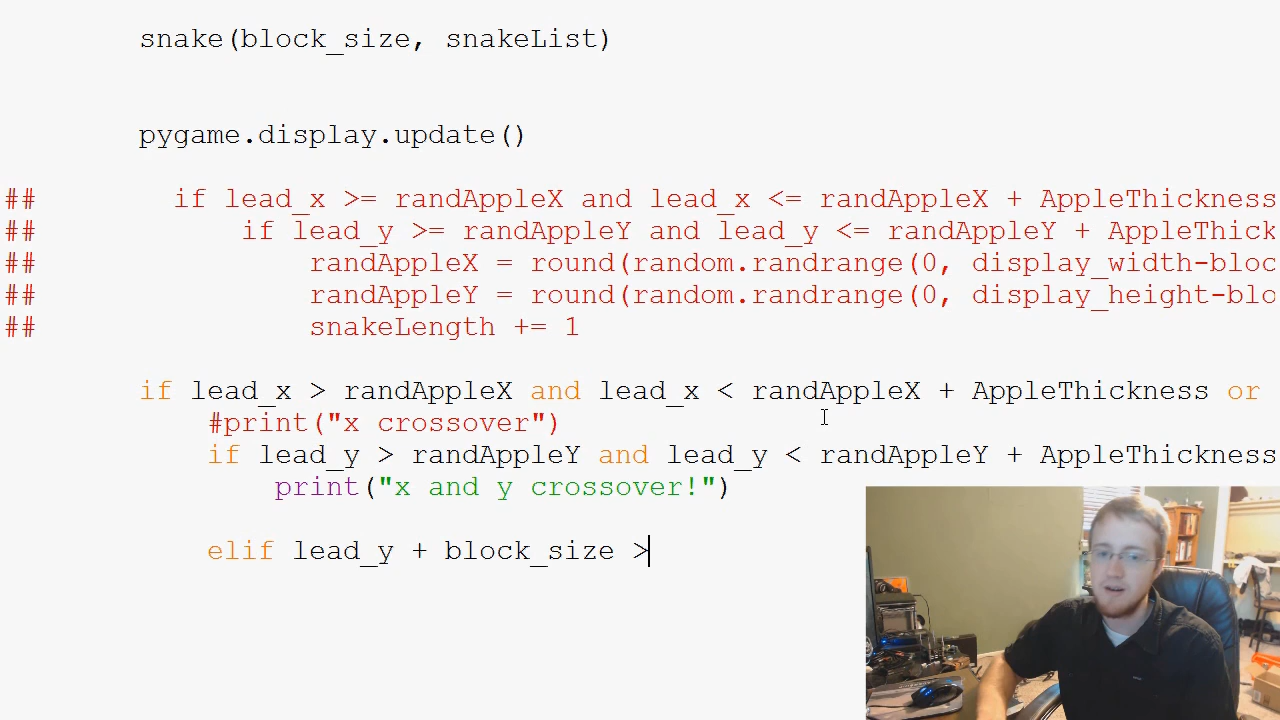 snake(block_size, snakeList)
pygame.display.update()
## if lead_x >= randAppleX and lead_x <= randAppleX + AppleThickness
## if lead_y >= randAppleY and lead_y <= randAppleY + AppleThick
## randAppleX = round(random.randrange(0, display_width-bloc
## randAppleY = round(random.randrange(0, display_height-blo
## snakeLength += 1
if lead_x > randAppleX and lead_x < randAppleX + AppleThickness or
#print("x crossover")
if lead_y > randAppleY and lead_y < randAppleY + AppleThickness
print("x and y crossover!")
elif lead_y + block_size >